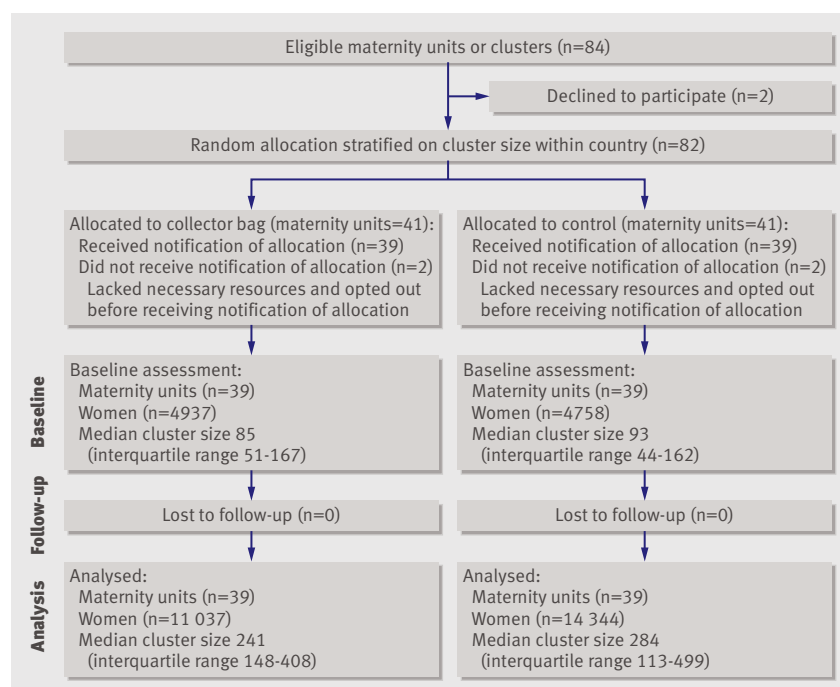 Eligible maternity units or clusters (n=84)
Declined to participate (n=2)
Random allocation stratified on cluster size within country (n=82)
Allocated to collector bag (maternity units=41):
Received notification of allocation (n=39)
Did not receive notification of allocation (n=2)
Lacked necessary resources and opted out
before receiving notification of allocation
Allocated to control (maternity units=41):
Received notification of allocation (n=39)
Did not receive notification of allocation (n=2)
Lacked necessary resources and opted out
before receiving notification of allocation
Baseline
Baseline assessment:
Maternity units (n=39)
Women (n=4937)
Median cluster size 85
(interquartile range 51-167)
Baseline assessment:
Maternity units (n=39)
Women (n=4758)
Median cluster size 93
(interquartile range 44-162)
Follow-up
Lost to follow-up (n=0)
Lost to follow-up (n=0)
Analysis
Analysed:
Maternity units (n=39)
Women (n=11 037)
Median cluster size 241
(interquartile range 148-408)
Analysed:
Maternity units (n=39)
Women (n=14 344)
Median cluster size 284
(interquartile range 113-499)